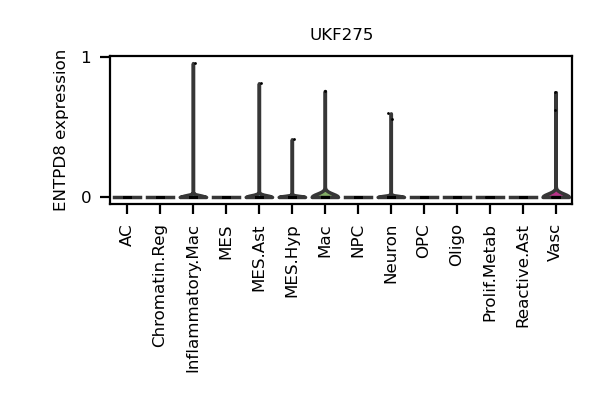 UKF275
ENTPD8 expression
1
0
AC
Chromatin.Reg
Inflammatory.Mac
MES
MES.Ast
MES.Hyp
Mac
NPC
Neuron
OPC
Oligo
Prolif.Metab
Reactive.Ast
Vasc